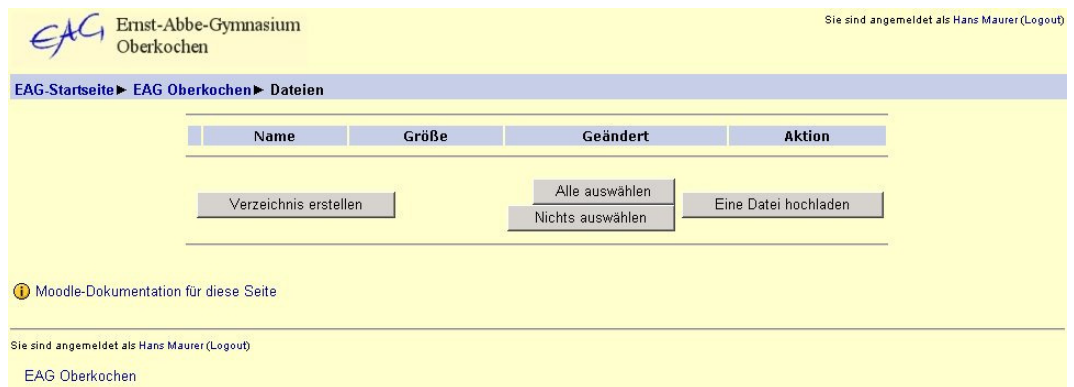 EAG Ernst-Abbe-Gymnasium
Oberkochen
Sie sind angemeldet als Hans Maurer (Logout)
EAG-Startseite► EAG Oberkochen► Dateien
Name Größe Geändert Aktion
Verzeichnis erstellen
Alle auswählen
Nichts auswählen
Eine Datei hochladen
Moodle-Dokumentation für diese Seite
Sie sind angemeldet als Hans Maurer (Logout)
EAG Oberkochen